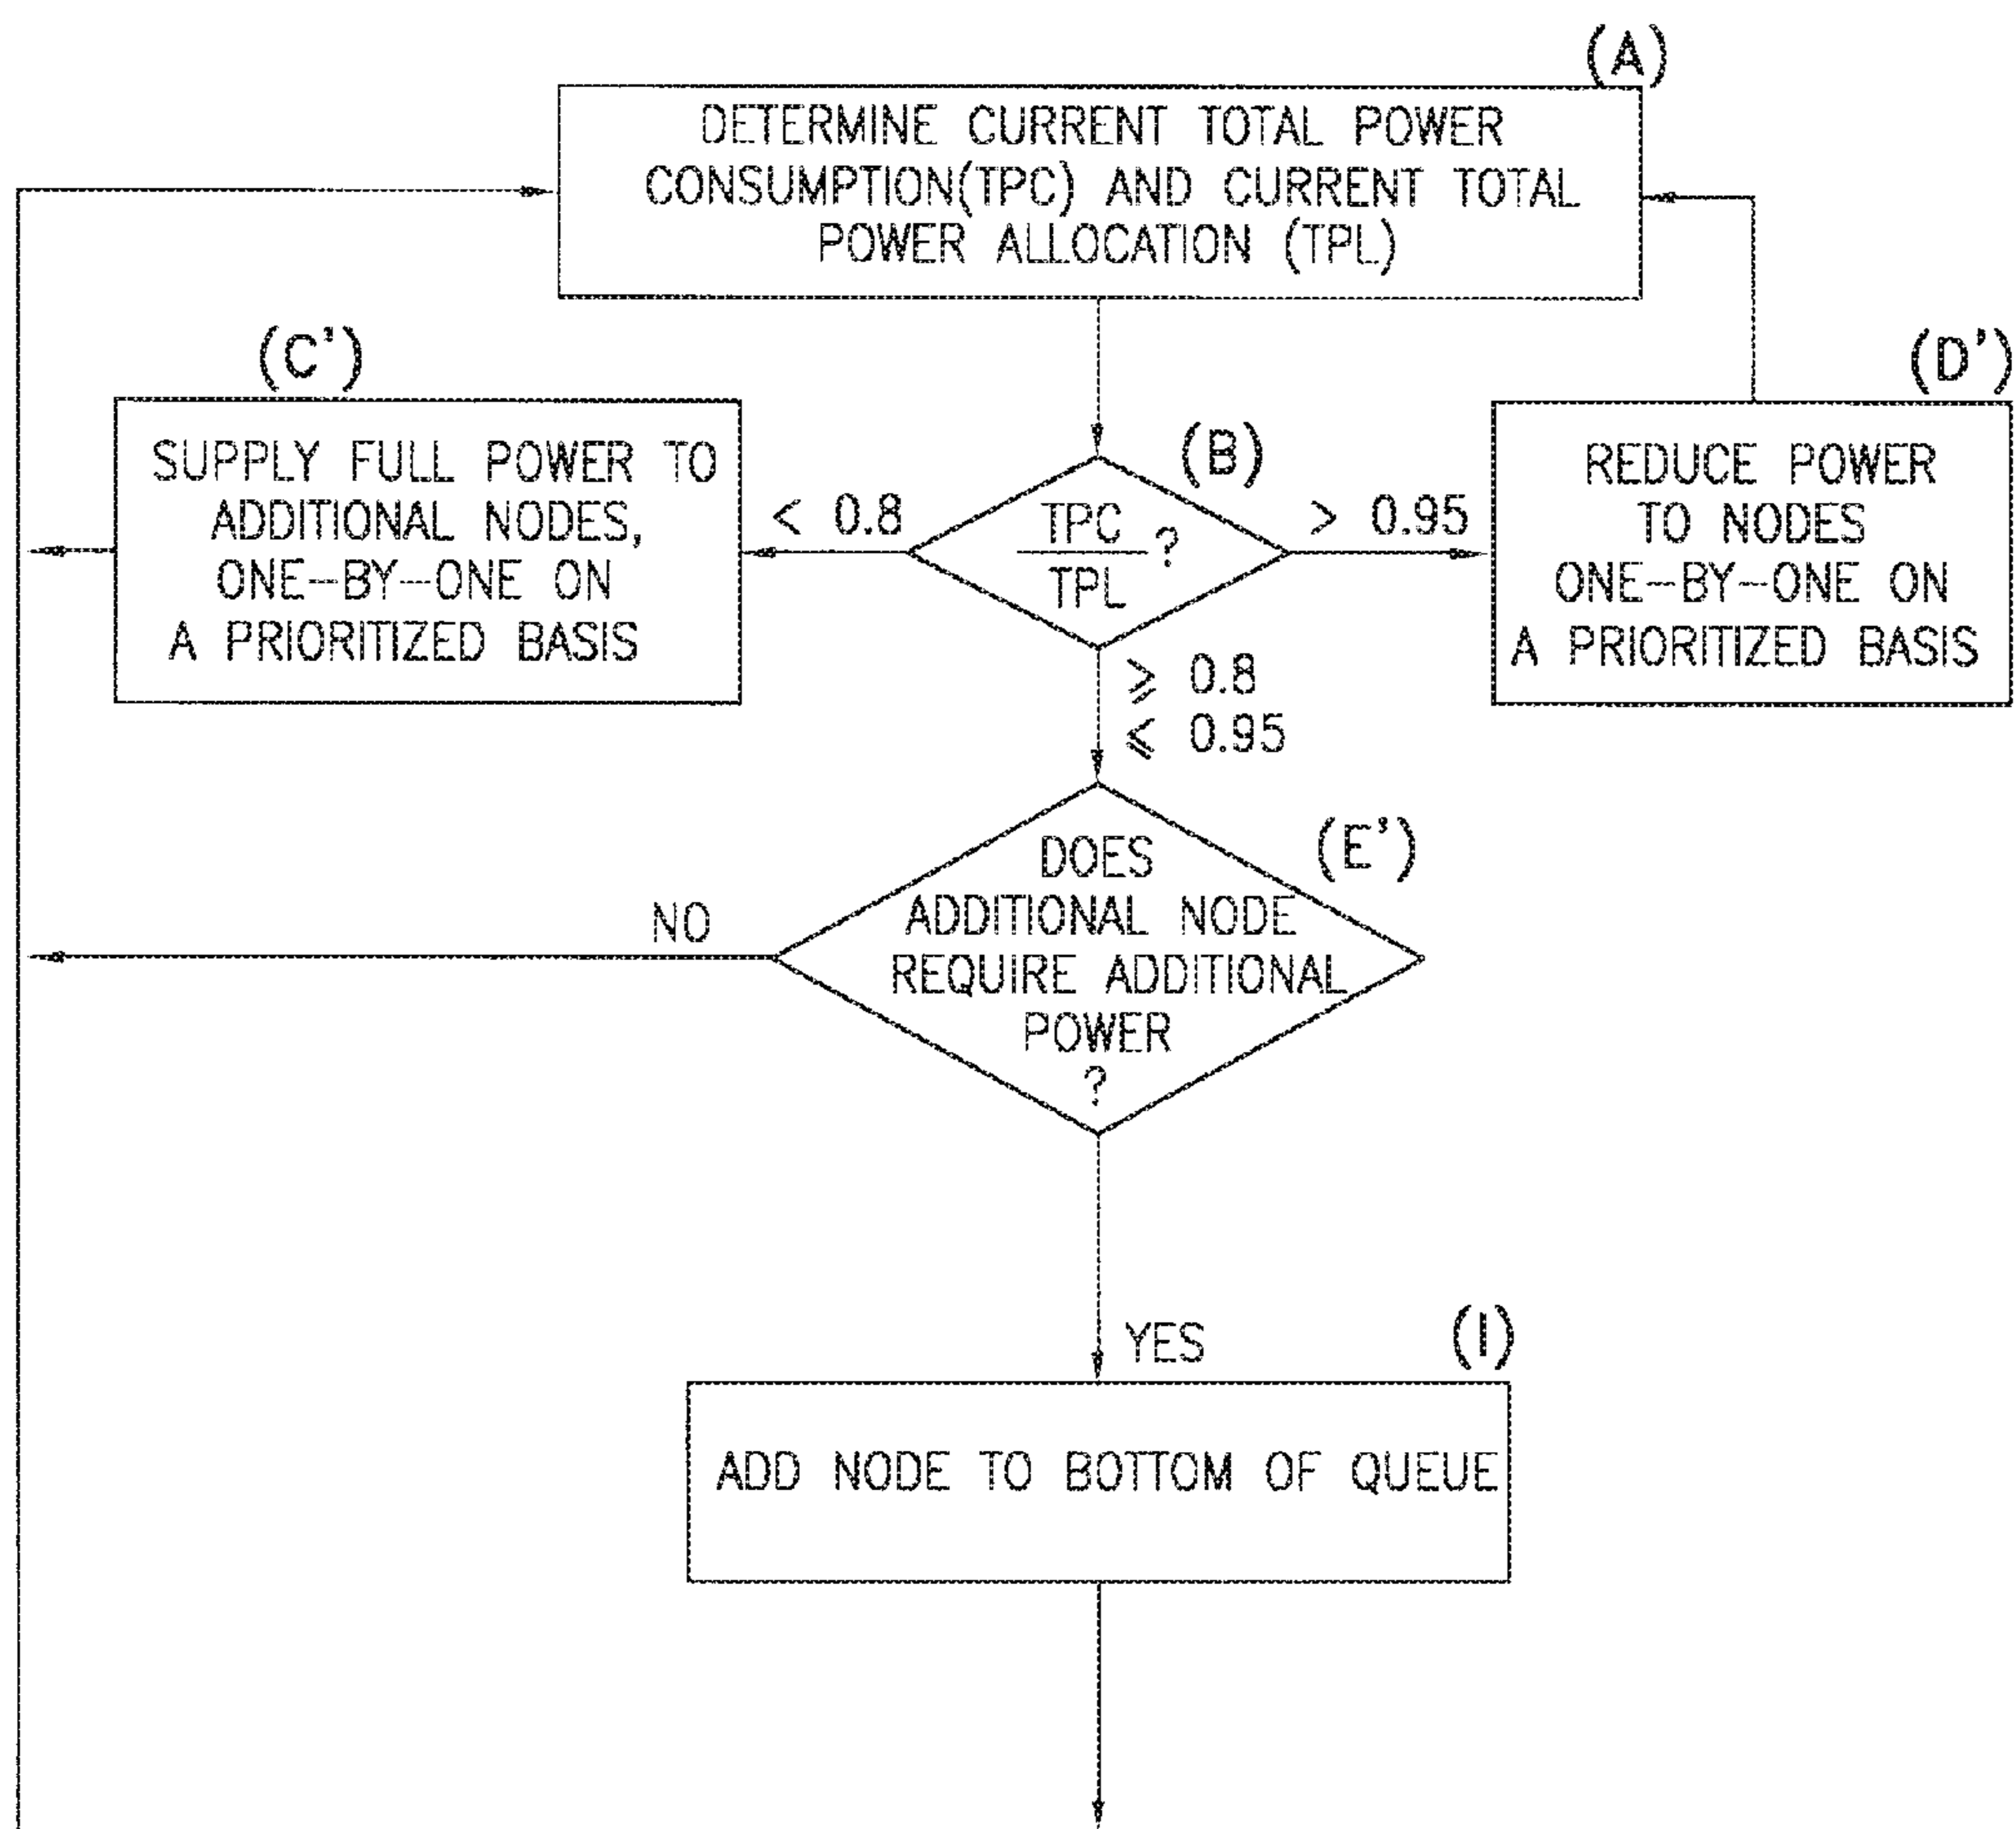 (A)
DETERMINE CURRENT TOTAL POWER
CONSUMPTION(TPC) AND CURRENT TOTAL
POWER ALLOCATION (TPL)
(C')
SUPPLY FULL POWER TO
ADDITIONAL NODES,
ONE-BY-ONE ON
A PRIORITIZED BASIS
< 0.8
(B)
TPC
TPL
?
> 0.95
(D')
REDUCE POWER
TO NODES
ONE-BY-ONE ON
A PRIORITIZED BASIS
⩾ 0.8
⩽ 0.95
(E')
DOES
ADDITIONAL NODE
REQUIRE ADDITIONAL
POWER
?
NO
YES
(I)
ADD NODE TO BOTTOM OF QUEUE